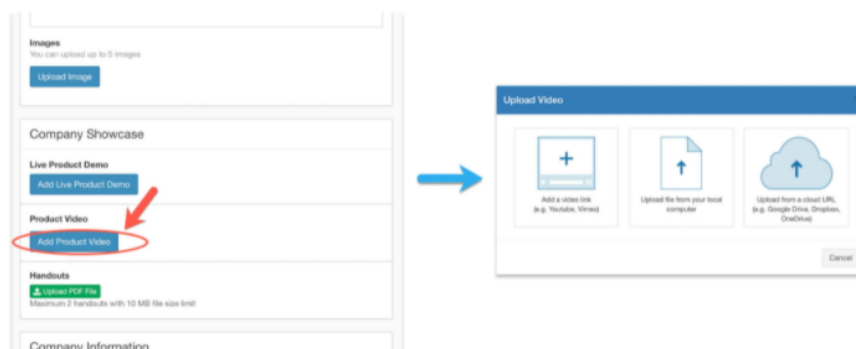 Images
You can upload up to 5 images
Upload Image
Company Showcase
Live Product Demo
Add Live Product Demo
Product Video
Add Product Video
Handouts
Upload PDF File
Maximum 2 handouts with 10 MB file size limit
Company Information
Upload Video
Add a video link
(e.g. Youtube, Vimeo)
Upload file from your local
computer
Upload from a cloud URL
(e.g. Google Drive, Dropbox,
OneDrive)
Cancel